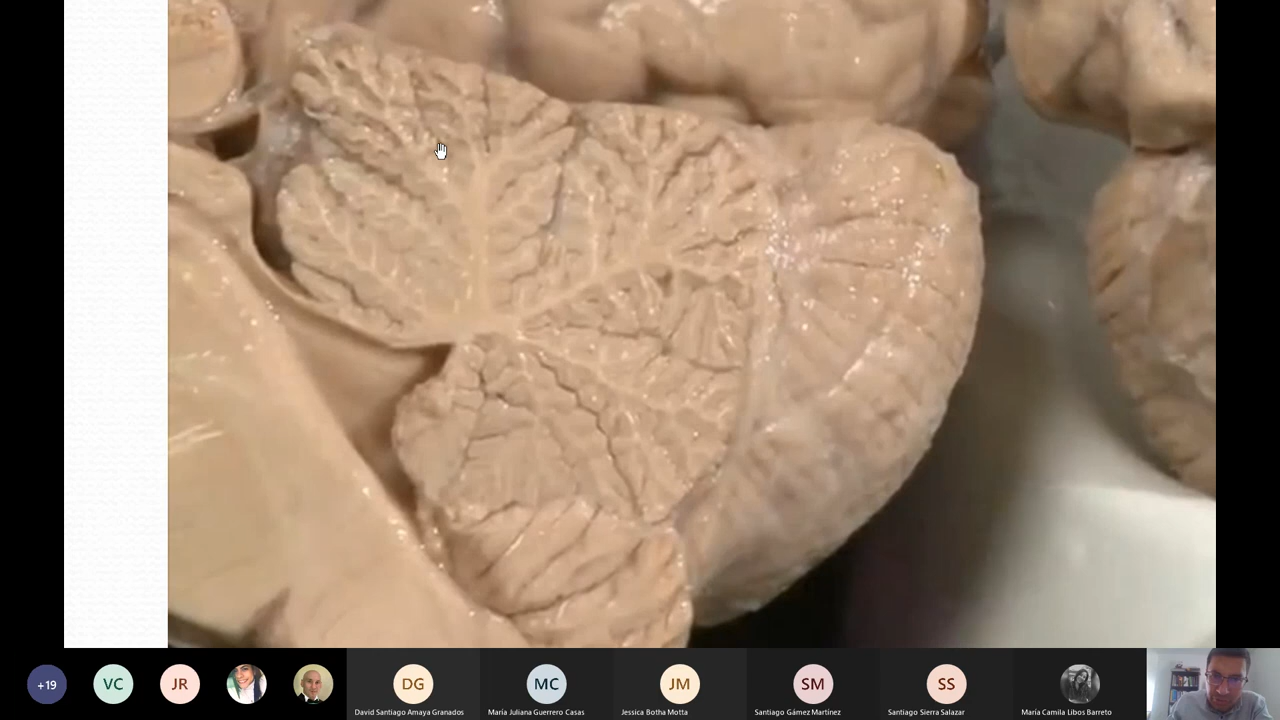 +19
VC
JR
DG
David Santiago Amaya Granados
MC
María Juliana Guerrero Casas
JM
Jessica Botha Motta
SM
Santiago Gámez Martínez
SS
Santiago Sierra Salazar
María Camila Libos Barreto